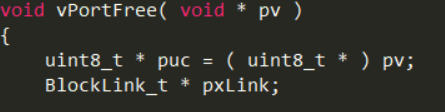 void vPortFree( void * pv )
{
    uint8_t * puc = ( uint8_t * ) pv;
    BlockLink_t * pxLink;